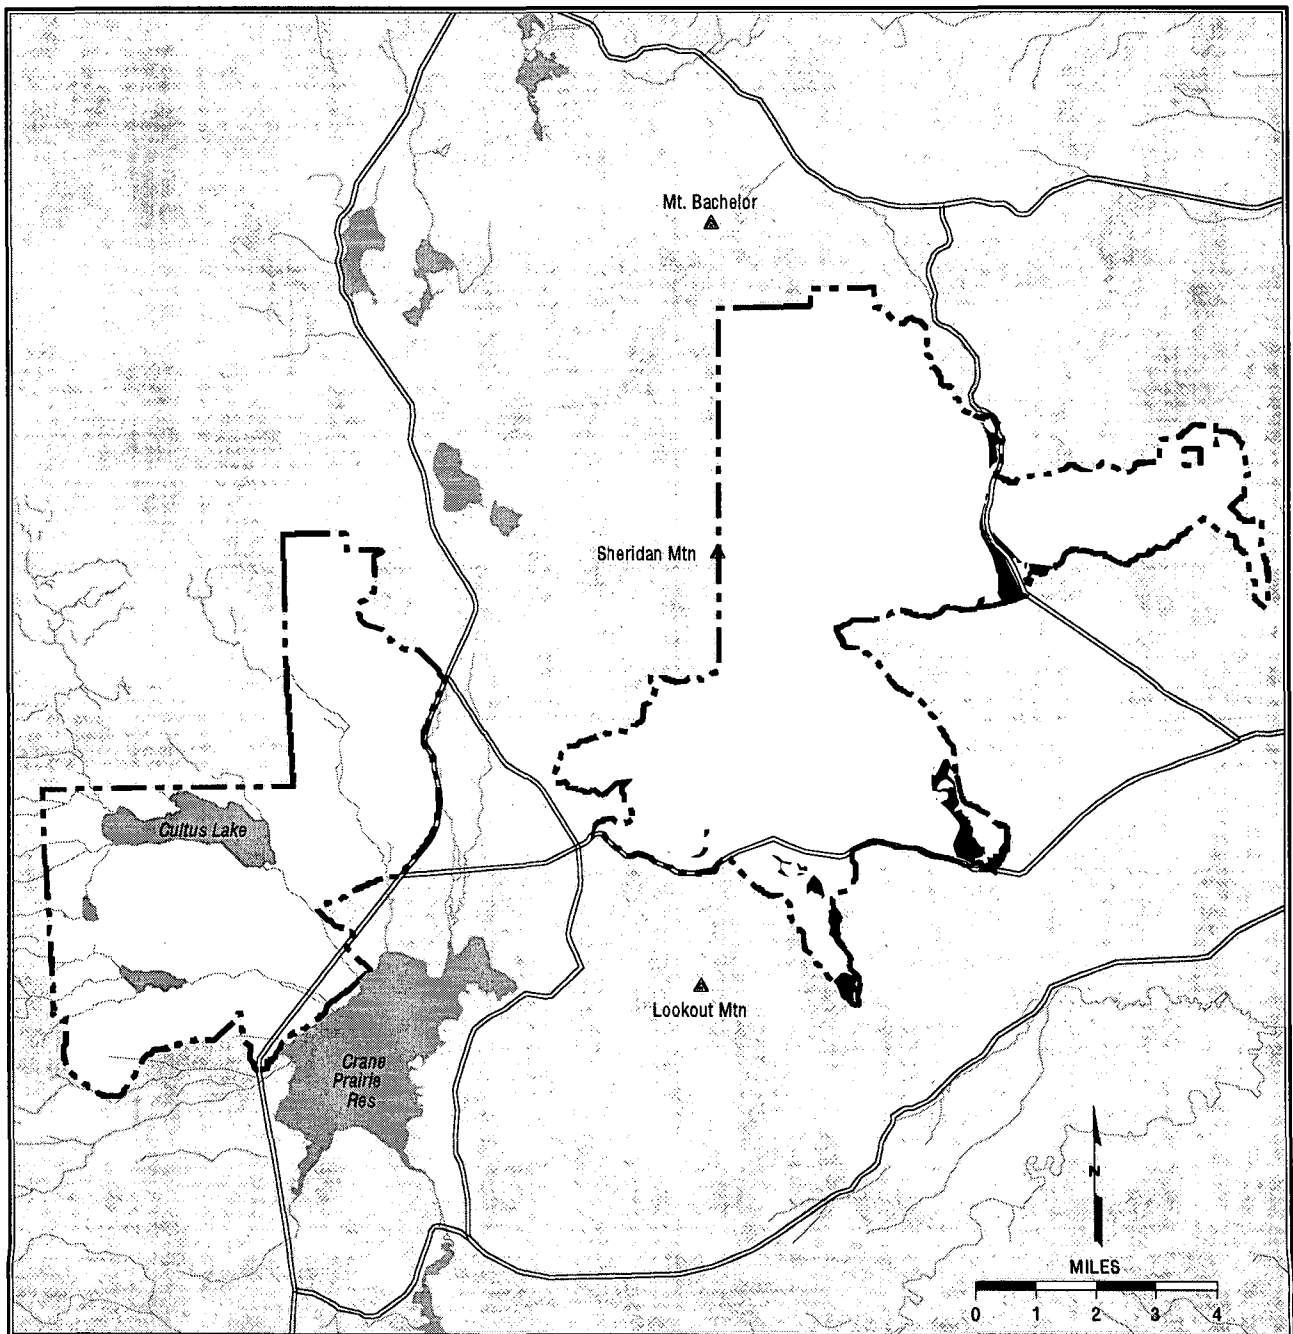 Mt. Bachelor
Sheridan Mtn
Cultus Lake
Lookout Mtn
Crane
Prairie
Res
N
MILES
0 1 2 3 4